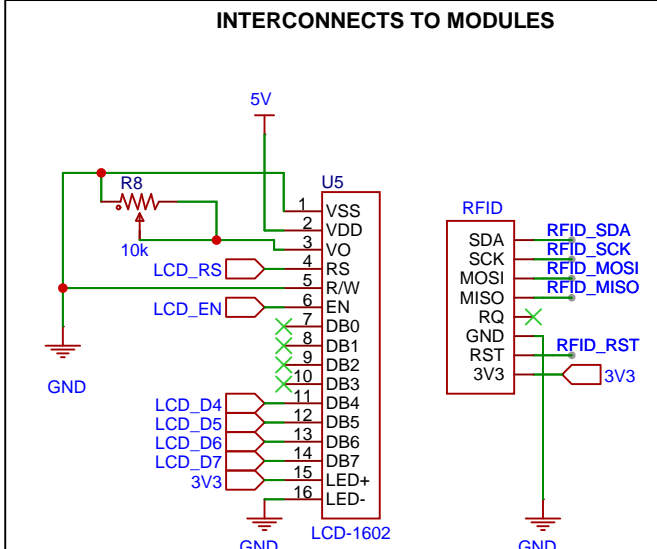 INTERCONNECTS TO MODULES
5V
R8
10k
U5
1 VSS
2 VDD
3 VO
LCD_RS 4 RS
5 R/W
LCD_EN 6 EN
7 DB0
8 DB1
9 DB2
10 DB3
LCD_D4 11 DB4
LCD_D5 12 DB5
LCD_D6 13 DB6
LCD_D7 14 DB7
3V3 15 LED+
16 LED-
GND
GND
LCD-1602
RFID
SDA RFID_SDA
SCK RFID_SCK
MOSI RFID_MOSI
MISO RFID_MISO
RQ
GND
RST RFID_RST
3V3 3V3
GND